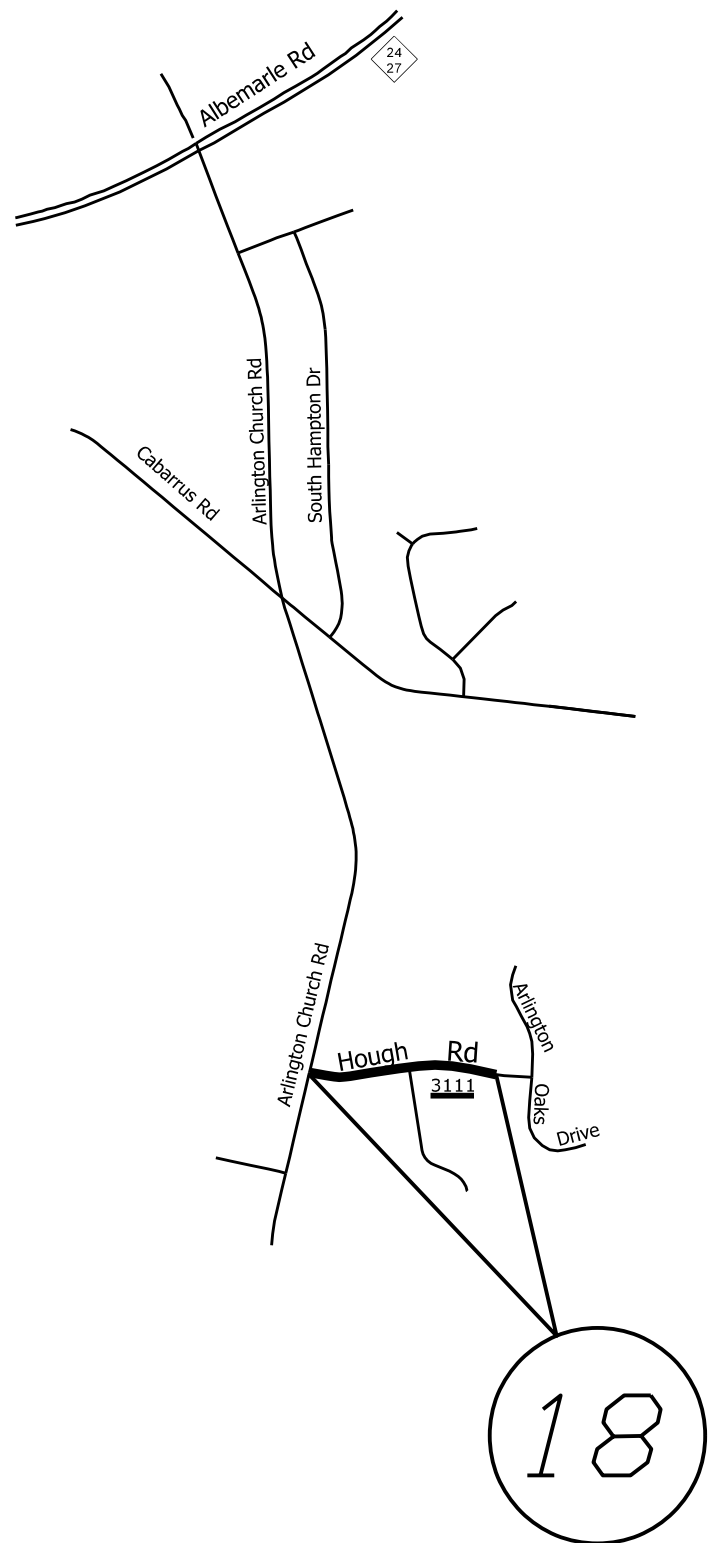 Albemarle Rd
24
27
Arlington Church Rd
South Hampton Dr
Cabarrus Rd
Arlington Church Rd
Hough Rd
3111
Arlington
Oaks
Drive
18